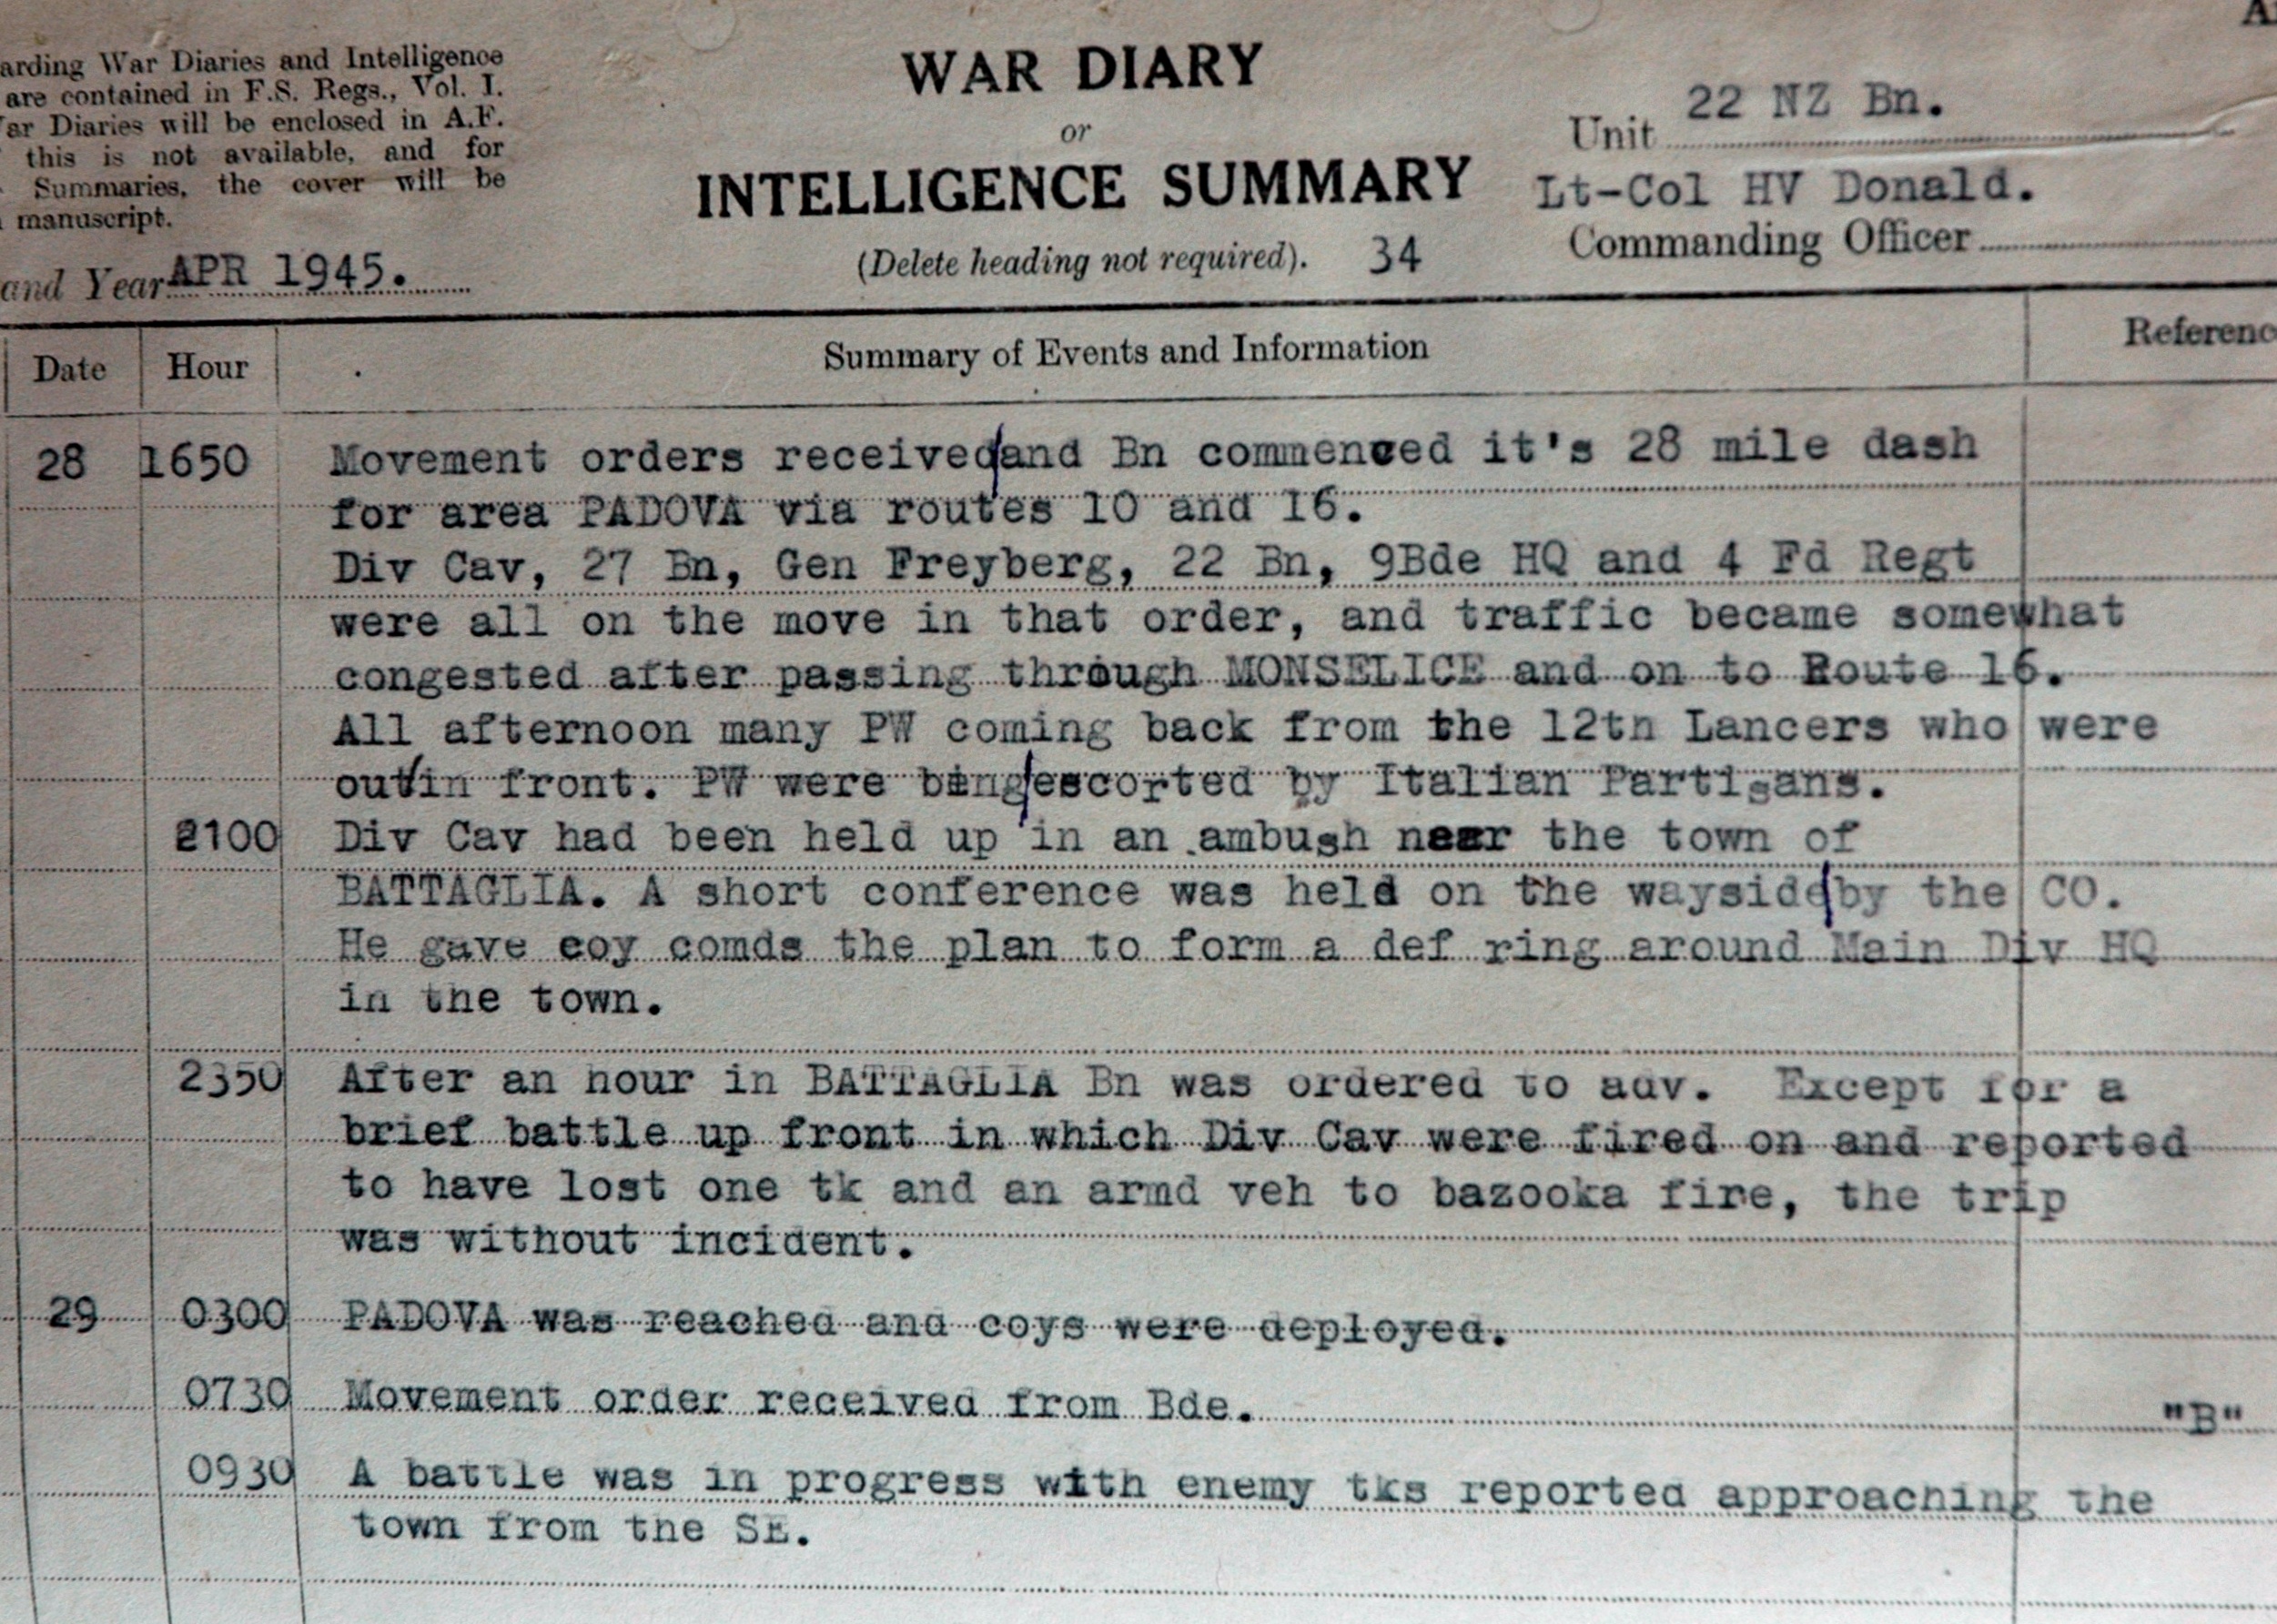 arding War Diaries and Intelligence
are contained in F.S. Regs., Vol. I.
ar Diaries will be enclosed in A.F.
this is not available, and for
Summaries, the cover will be
manuscript.
and Year APR 1945.
WAR DIARY
or
INTELLIGENCE SUMMARY
(Delete heading not required). 34
Unit 22 NZ Bn.
Lt-Col HV Donald.
Commanding Officer
Date Hour Summary of Events and Information Referenc
28 1650 Movement orders received/and Bn commenced it's 28 mile dash
for area PADOVA via routes 10 and 16.
Div Cav, 27 Bn, Gen Freyberg, 22 Bn, 9Bde HQ and 4 Fd Regt
were all on the move in that order, and traffic became somewhat
congested after passing through MONSELICE and on to Route 16.
All afternoon many PW coming back from the 12th Lancers who were
out/in front. PW were bing/escorted by Italian Partisans.
2100 Div Cav had been held up in an ambush near the town of
BATTAGLIA. A short conference was held on the wayside/by the CO.
He gave coy comds the plan to form a def ring around Main Div HQ
in the town.
2350 After an hour in BATTAGLIA Bn was ordered to adv. Except for a
brief battle up front in which Div Cav were fired on and reported
to have lost one tk and an armd veh to bazooka fire, the trip
was without incident.
29 0300 PADOVA was reached and coys were deployed.
0730 Movement order received from Bde. "B"
0930 A battle was in progress with enemy tks reported approaching the
town from the SE.